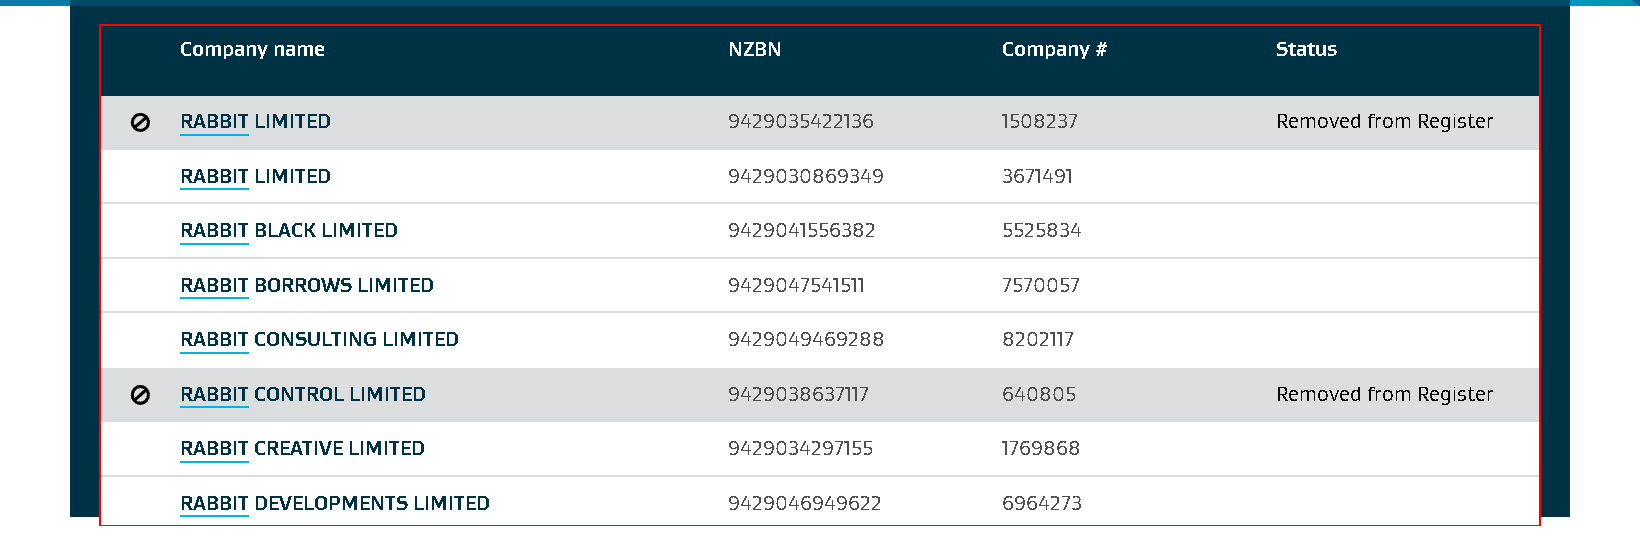 Company name NZBN Company # Status
RABBIT LIMITED 9429035422136 1508237 Removed from Register
RABBIT LIMITED 9429030869349 3671491
RABBIT BLACK LIMITED 9429041556382 5525834
RABBIT BORROWS LIMITED 9429047541511 7570057
RABBIT CONSULTING LIMITED 9429049469288 8202117
RABBIT CONTROL LIMITED 9429038637117 640805 Removed from Register
RABBIT CREATIVE LIMITED 9429034297155 1769868
RABBIT DEVELOPMENTS LIMITED 9429046949622 6964273